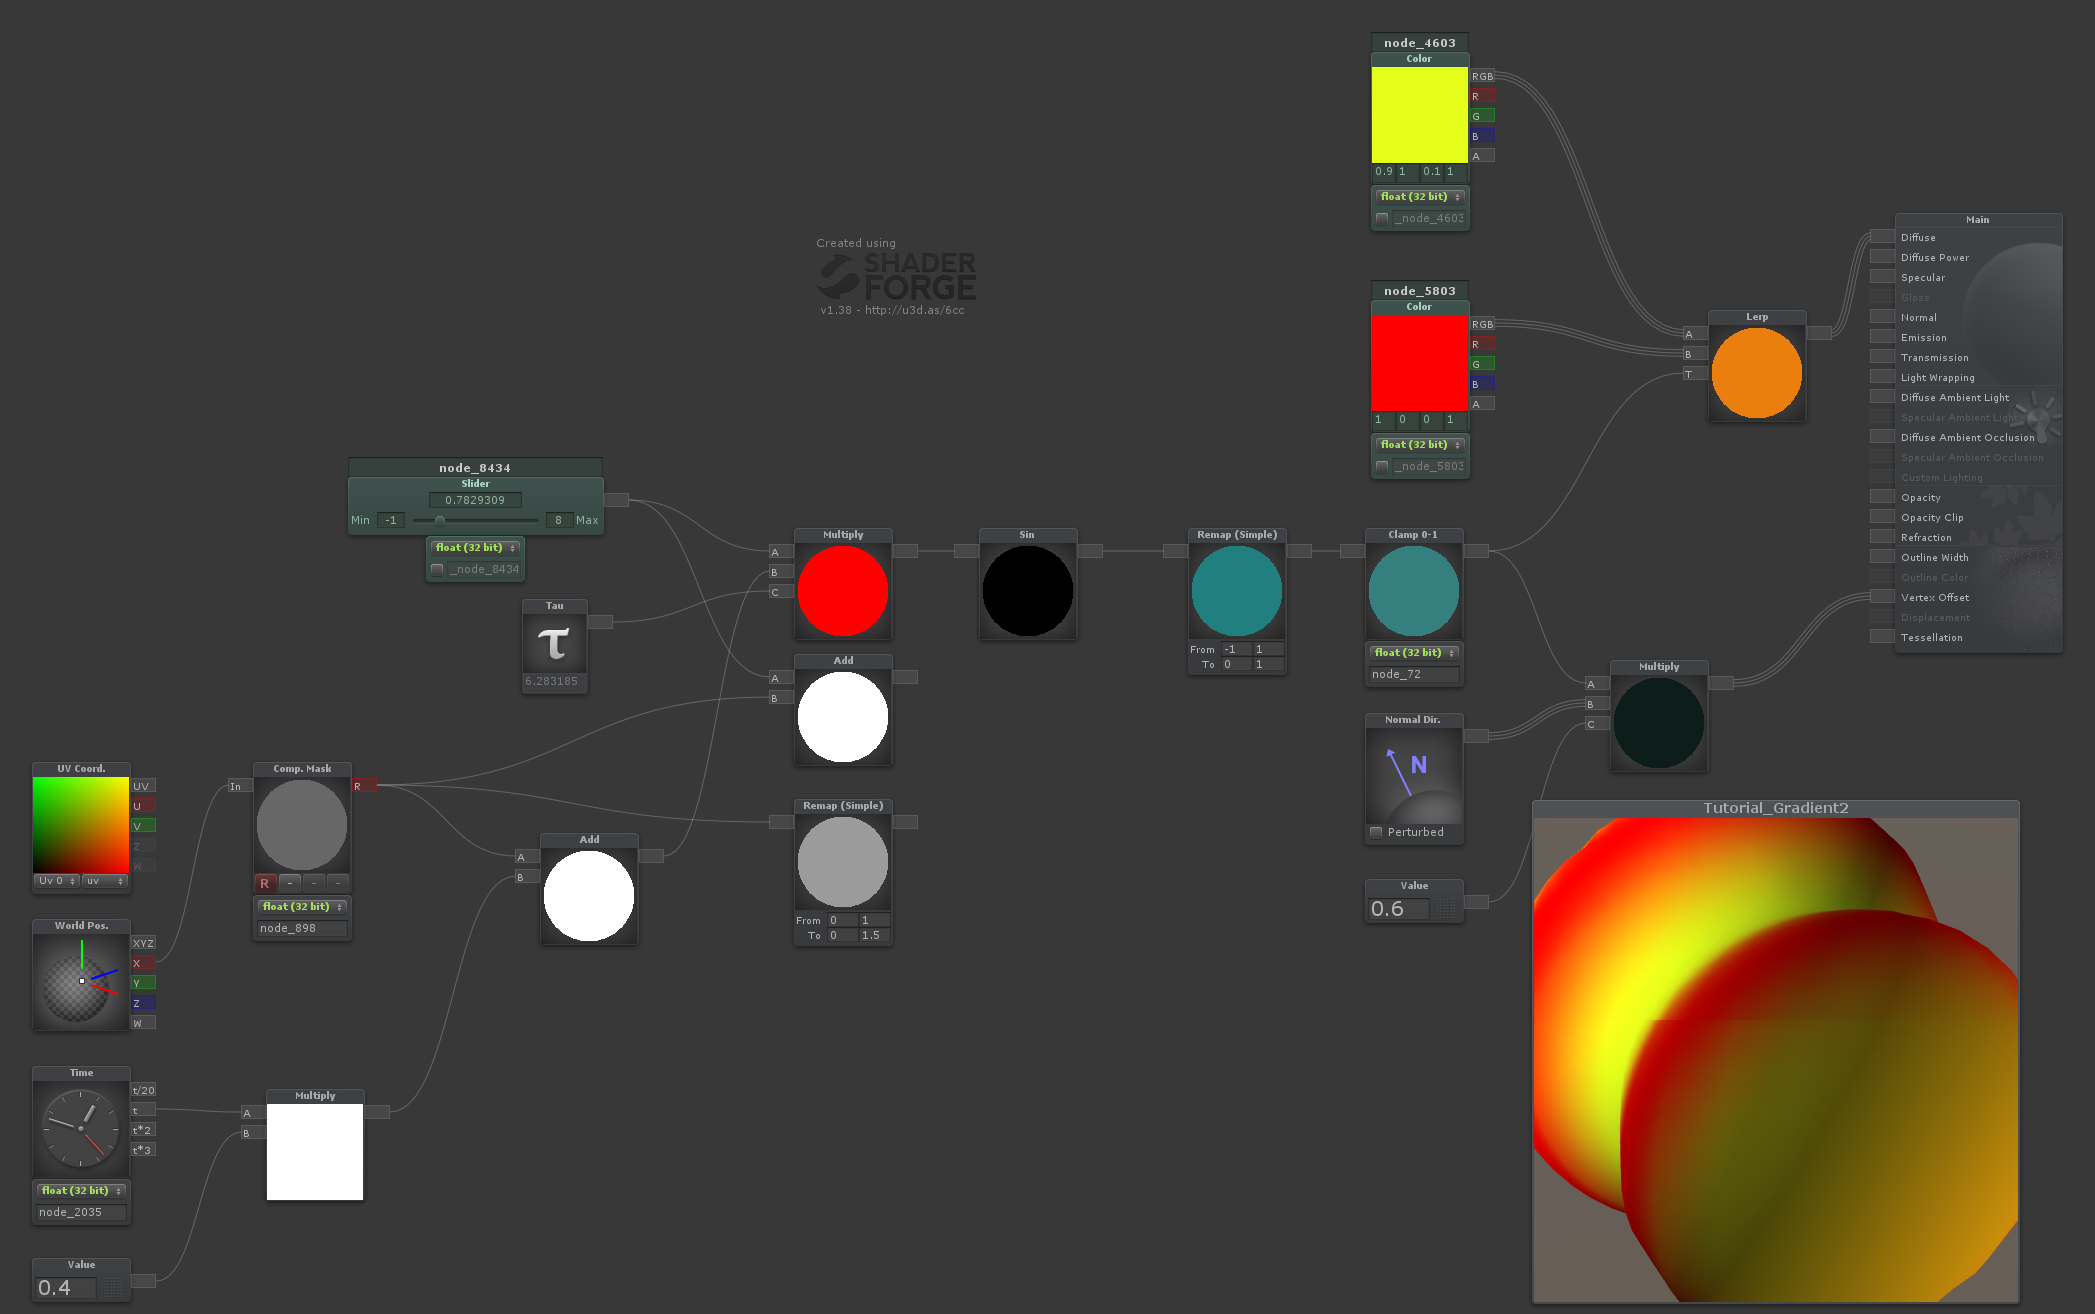 node_4603
Color
RGB
R
G
B
A
0.9 1 0.1 1
float (32 bit)
_node_4603
node_5803
Color
RGB
R
G
B
A
1 0 0 1
float (32 bit)
_node_5803
Created using
SHADER
FORGE
v1.38 - http://u3d.as/6cc
Lerp
A
B
T
Main
Diffuse
Diffuse Power
Specular
Gloss
Normal
Emission
Transmission
Light Wrapping
Diffuse Ambient Light
Specular Ambient Light
Diffuse Ambient Occlusion
Specular Ambient Occlusion
Custom Lighting
Opacity
Opacity Clip
Refraction
Outline Width
Outline Color
Vertex Offset
Displacement
Tessellation
node_8434
Slider
0.7829309
Min -1 8 Max
float (32 bit)
_node_8434
Tau
τ
6.283185
Multiply
A
B
C
Sin
Remap (Simple)
From -1 1
To 0 1
Clamp 0-1
float (32 bit)
node_72
Add
A
B
Multiply
A
B
C
Normal Dir.
N
Perturbed
Value
0.6
UV Coord.
UV
U
V
Z
W
Uv 0 uv
Comp. Mask
In
R
R - - -
float (32 bit)
node_898
Add
A
B
Remap (Simple)
From 0 1
To 0 1.5
World Pos.
XYZ
X
Y
Z
W
Time
t/20
t
t*2
t*3
float (32 bit)
node_2035
Multiply
A
B
Value
0.4
Tutorial_Gradient2